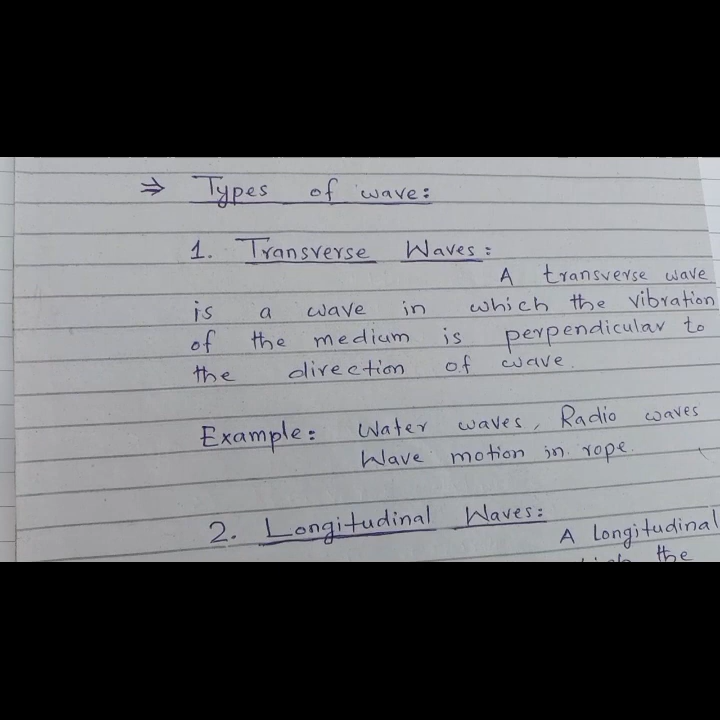 ⇒ Types of wave:
1. Transverse Waves:
A transverse wave
is a wave in which the vibration
of the medium is perpendicular to
the direction of wave.
Example: Water waves, Radio waves
Wave motion in rope.
2. Longitudinal Waves:
A Longitudinal
the